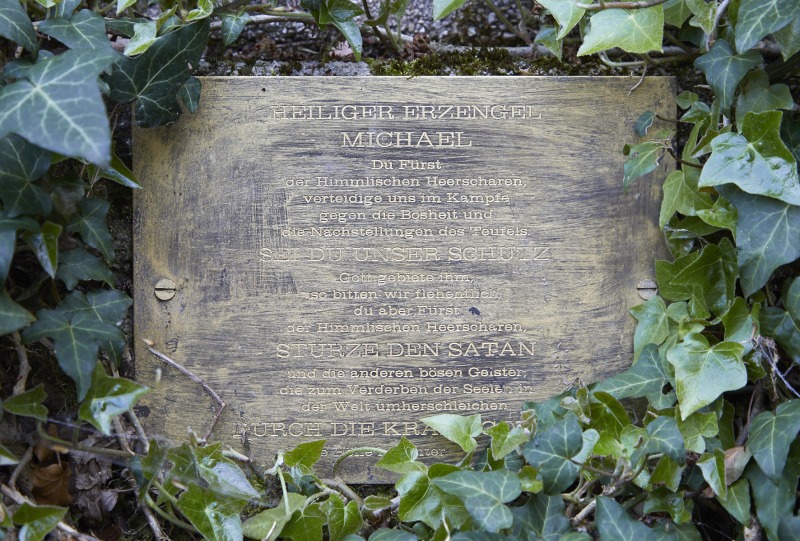 HEILIGER ERZENGEL
MICHAEL
Du Fürst
der Himmlischen Heerscharen,
verteidige uns im Kampfe
gegen die Bosheit und
die Nachstellungen des Teufels.
SEI DU UNSER SCHUTZ
Gott gebiete ihm,
so bitten wir flehentlich,
du aber Fürst
der Himmlischen Heerscharen,
STÜRZE DEN SATAN
und die anderen bösen Geister,
die zum Verderben der Seelen in
der Welt umherschleichen,
DURCH DIE